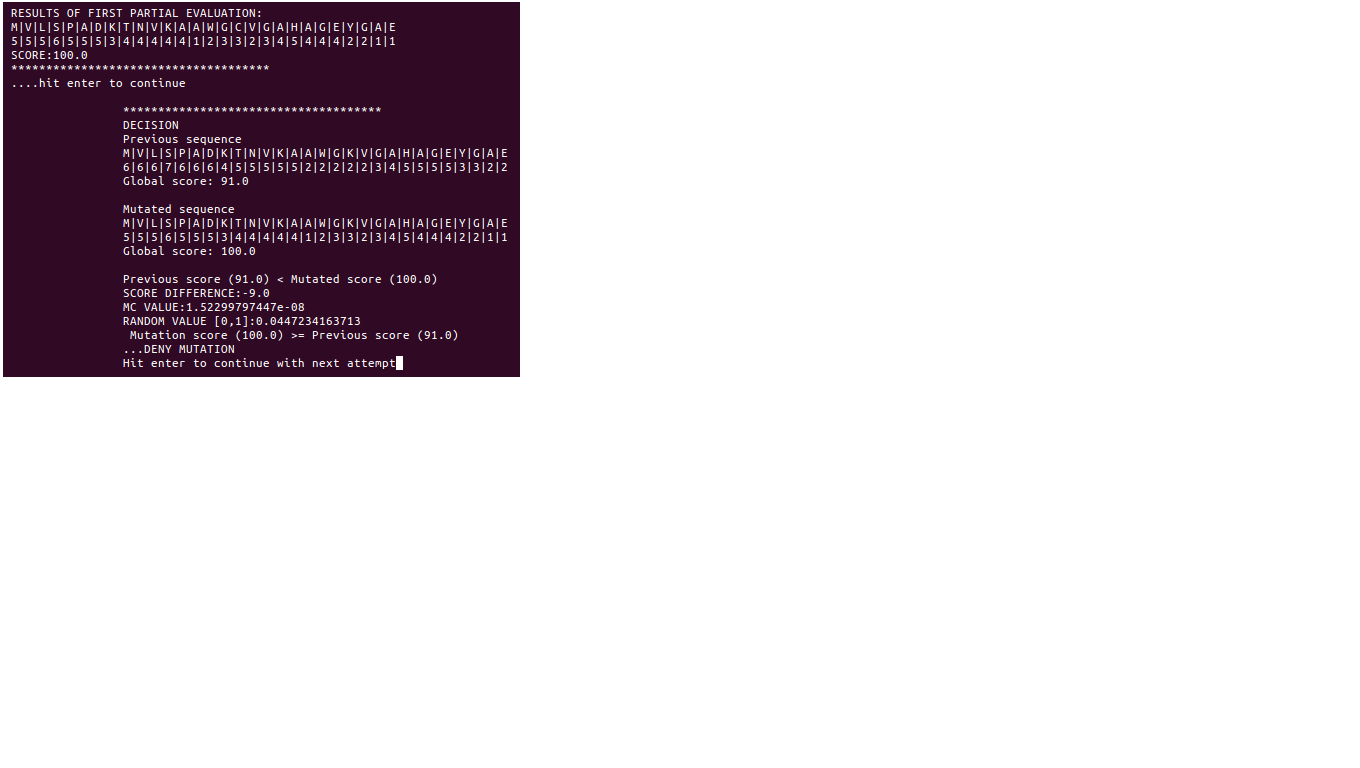 RESULTS OF FIRST PARTIAL EVALUATION:
M|V|L|S|P|A|D|K|T|N|V|K|A|A|W|G|C|V|G|A|H|A|G|E|Y|G|A|E
5|5|5|6|5|5|5|3|4|4|4|4|4|1|2|3|3|2|3|4|5|4|4|4|2|2|1|1
SCORE:100.0
*************************************
....hit enter to continue
*************************************
DECISION
Previous sequence
M|V|L|S|P|A|D|K|T|N|V|K|A|A|W|G|K|V|G|A|H|A|G|E|Y|G|A|E
6|6|6|7|6|6|6|4|5|5|5|5|5|2|2|2|2|2|3|4|5|5|5|5|3|3|2|2
Global score: 91.0
Mutated sequence
M|V|L|S|P|A|D|K|T|N|V|K|A|A|W|G|K|V|G|A|H|A|G|E|Y|G|A|E
5|5|5|6|5|5|5|3|4|4|4|4|4|1|2|3|3|2|3|4|5|4|4|4|2|2|1|1
Global score: 100.0
Previous score (91.0) < Mutated score (100.0)
SCORE DIFFERENCE:-9.0
MC VALUE:1.52299797447e-08
RANDOM VALUE [0,1]:0.0447234163713
Mutation score (100.0) >= Previous score (91.0)
...DENY MUTATION
Hit enter to continue with next attempt